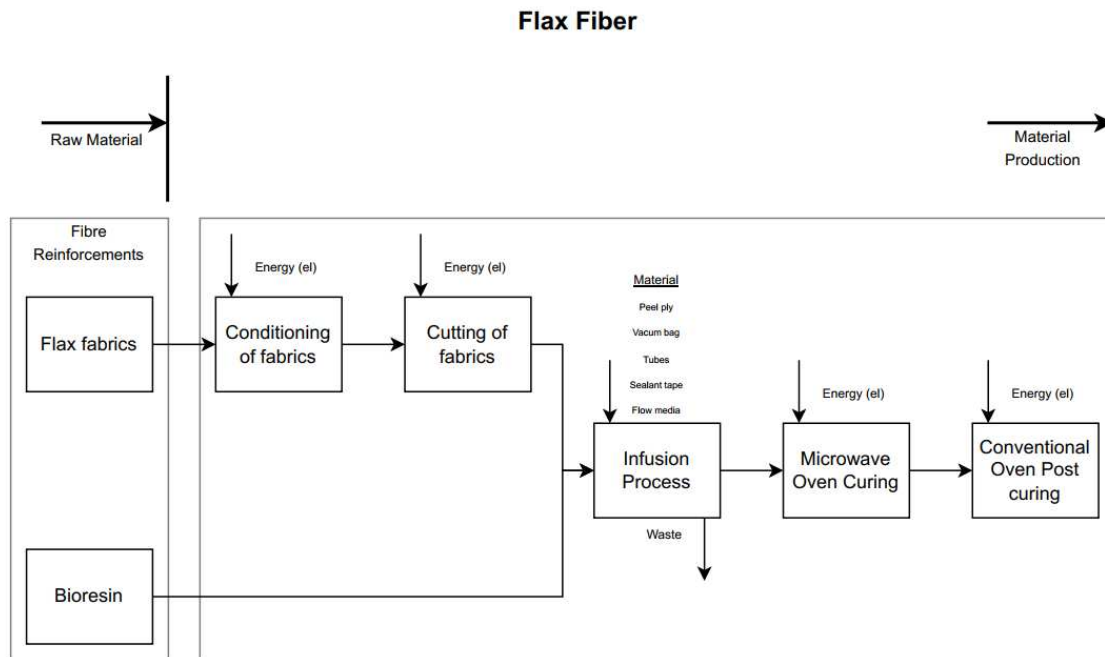 Flax Fiber
Raw Material
Material
Production
Fibre
Reinforcements
Energy (el)
Energy (el)
Material
Peel ply
Vacum bag
Tubes
Sealant tape
Flow media
Flax fabrics
Conditioning
of fabrics
Cutting of
fabrics
Energy (el)
Energy (el)
Infusion
Process
Microwave
Oven Curing
Conventional
Oven Post
curing
Waste
Bioresin